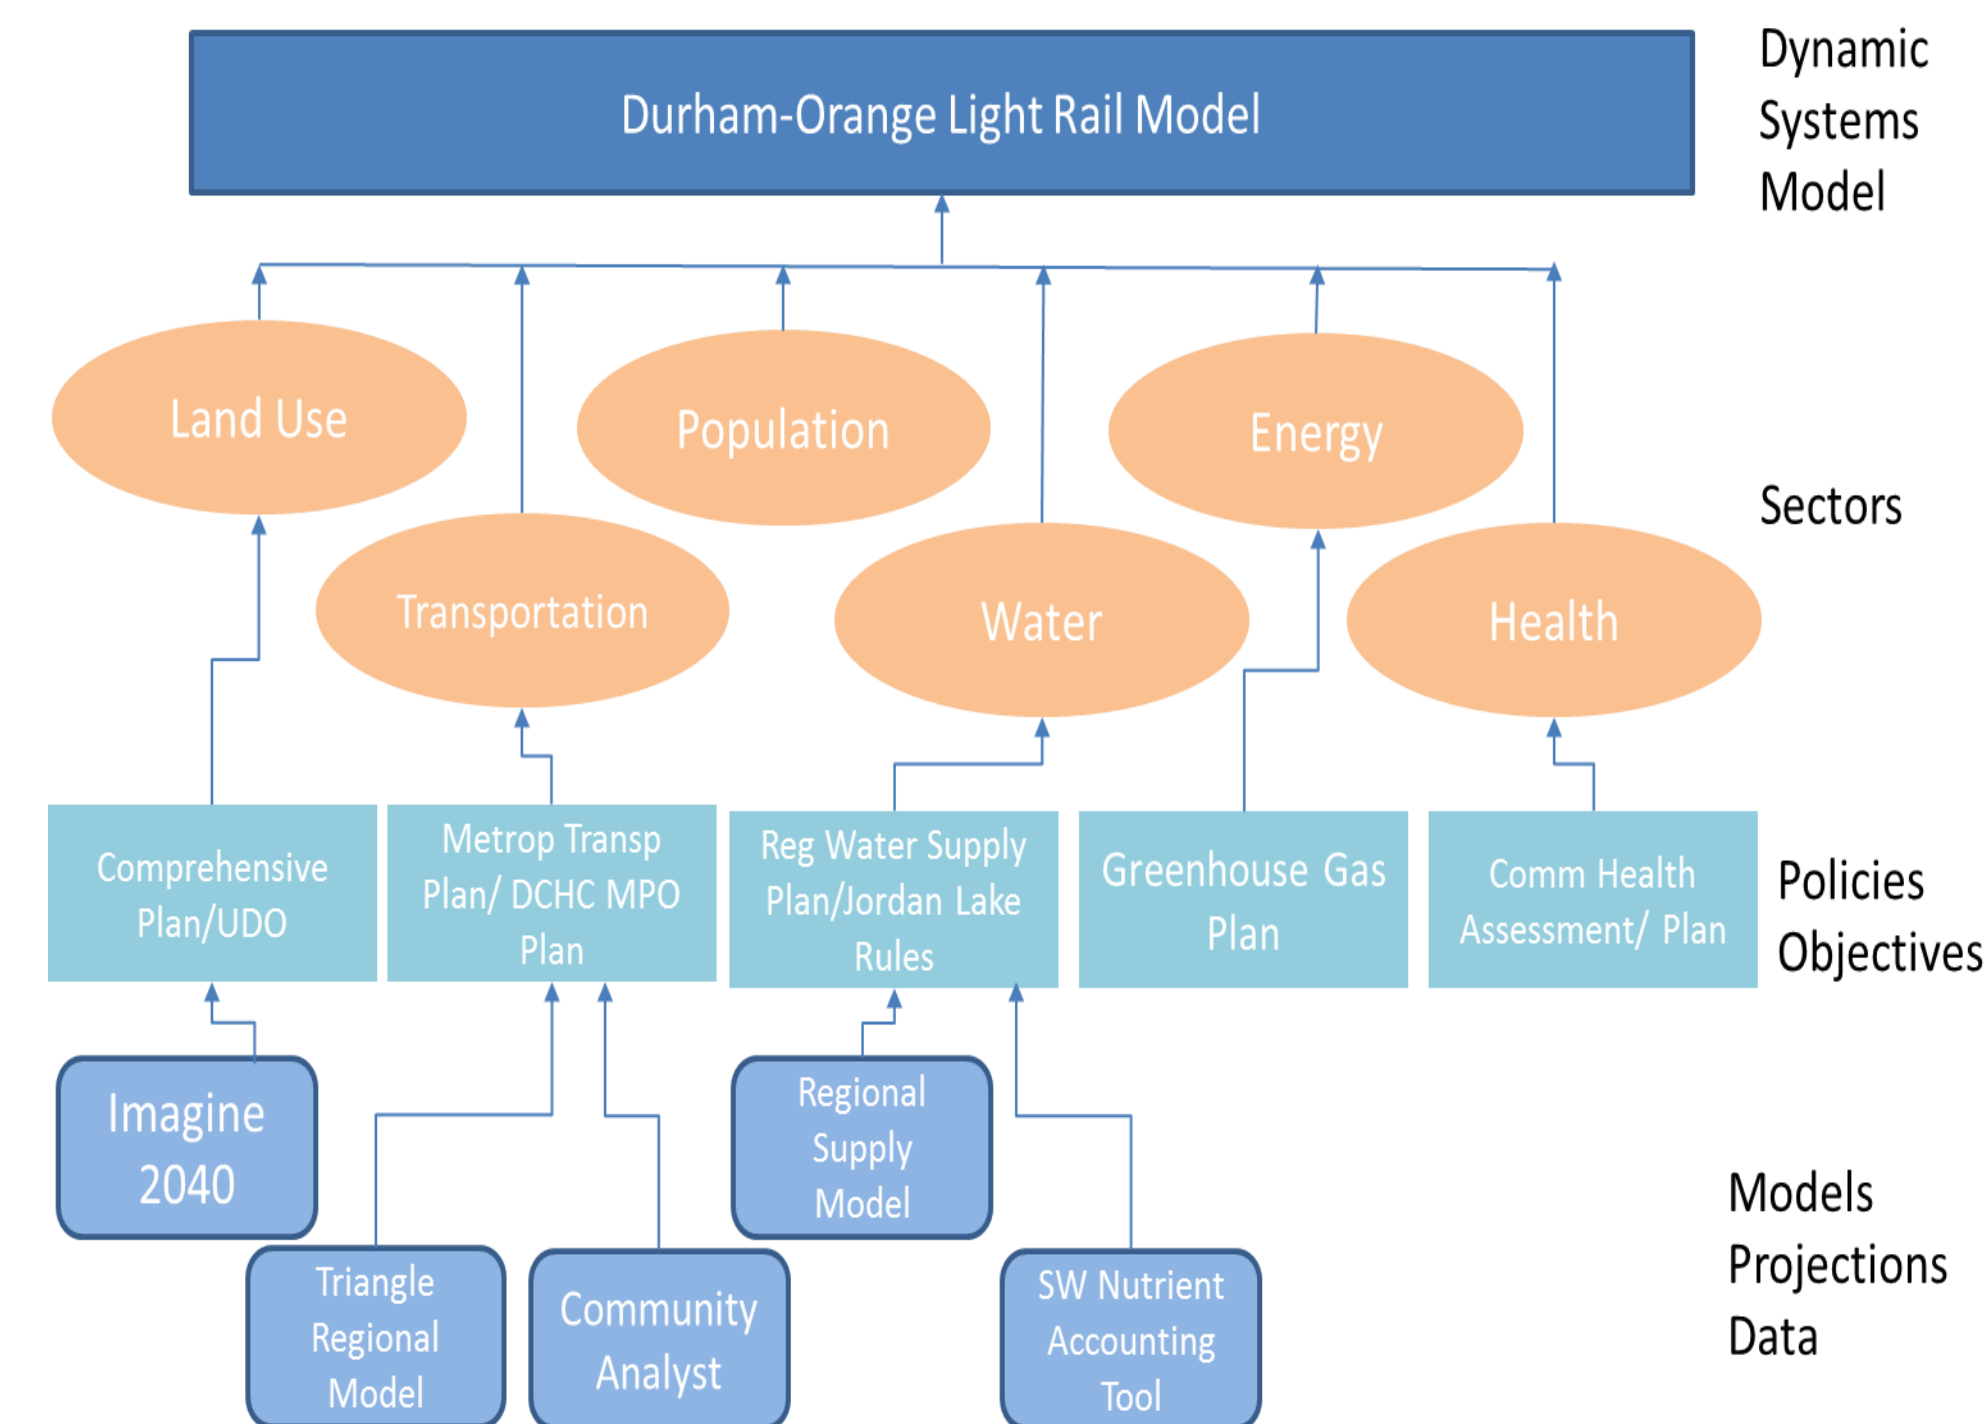 Durham-Orange Light Rail Model
Dynamic
Systems
Model
Land Use
Population
Energy
Sectors
Transportation
Water
Health
Comprehensive
Plan/UDO
Metrop Transp
Plan/ DCHC MPO
Plan
Reg Water Supply
Plan/Jordan Lake
Rules
Greenhouse Gas
Plan
Comm Health
Assessment/ Plan
Policies
Objectives
Imagine
2040
Regional
Supply
Model
Triangle
Regional
Model
Community
Analyst
SW Nutrient
Accounting
Tool
Models
Projections
Data